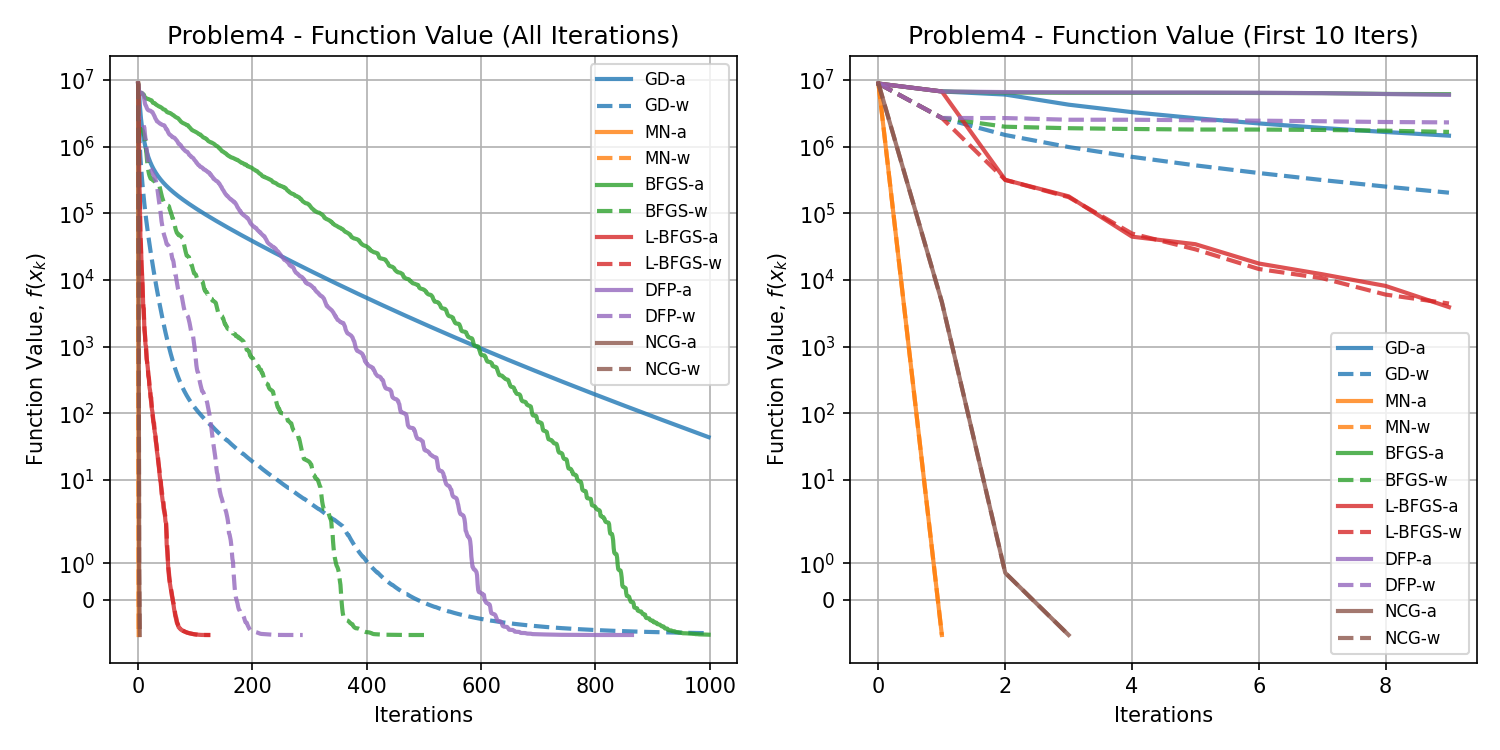 Problem4 - Function Value (All Iterations)
Function Value, f(x_k)
10^7
10^6
10^5
10^4
10^3
10^2
10^1
10^0
0
0
200
400
600
800
1000
Iterations
GD-a
GD-w
MN-a
MN-w
BFGS-a
BFGS-w
L-BFGS-a
L-BFGS-w
DFP-a
DFP-w
NCG-a
NCG-w
Problem4 - Function Value (First 10 Iters)
Function Value, f(x_k)
10^7
10^6
10^5
10^4
10^3
10^2
10^1
10^0
0
0
2
4
6
8
Iterations
GD-a
GD-w
MN-a
MN-w
BFGS-a
BFGS-w
L-BFGS-a
L-BFGS-w
DFP-a
DFP-w
NCG-a
NCG-w